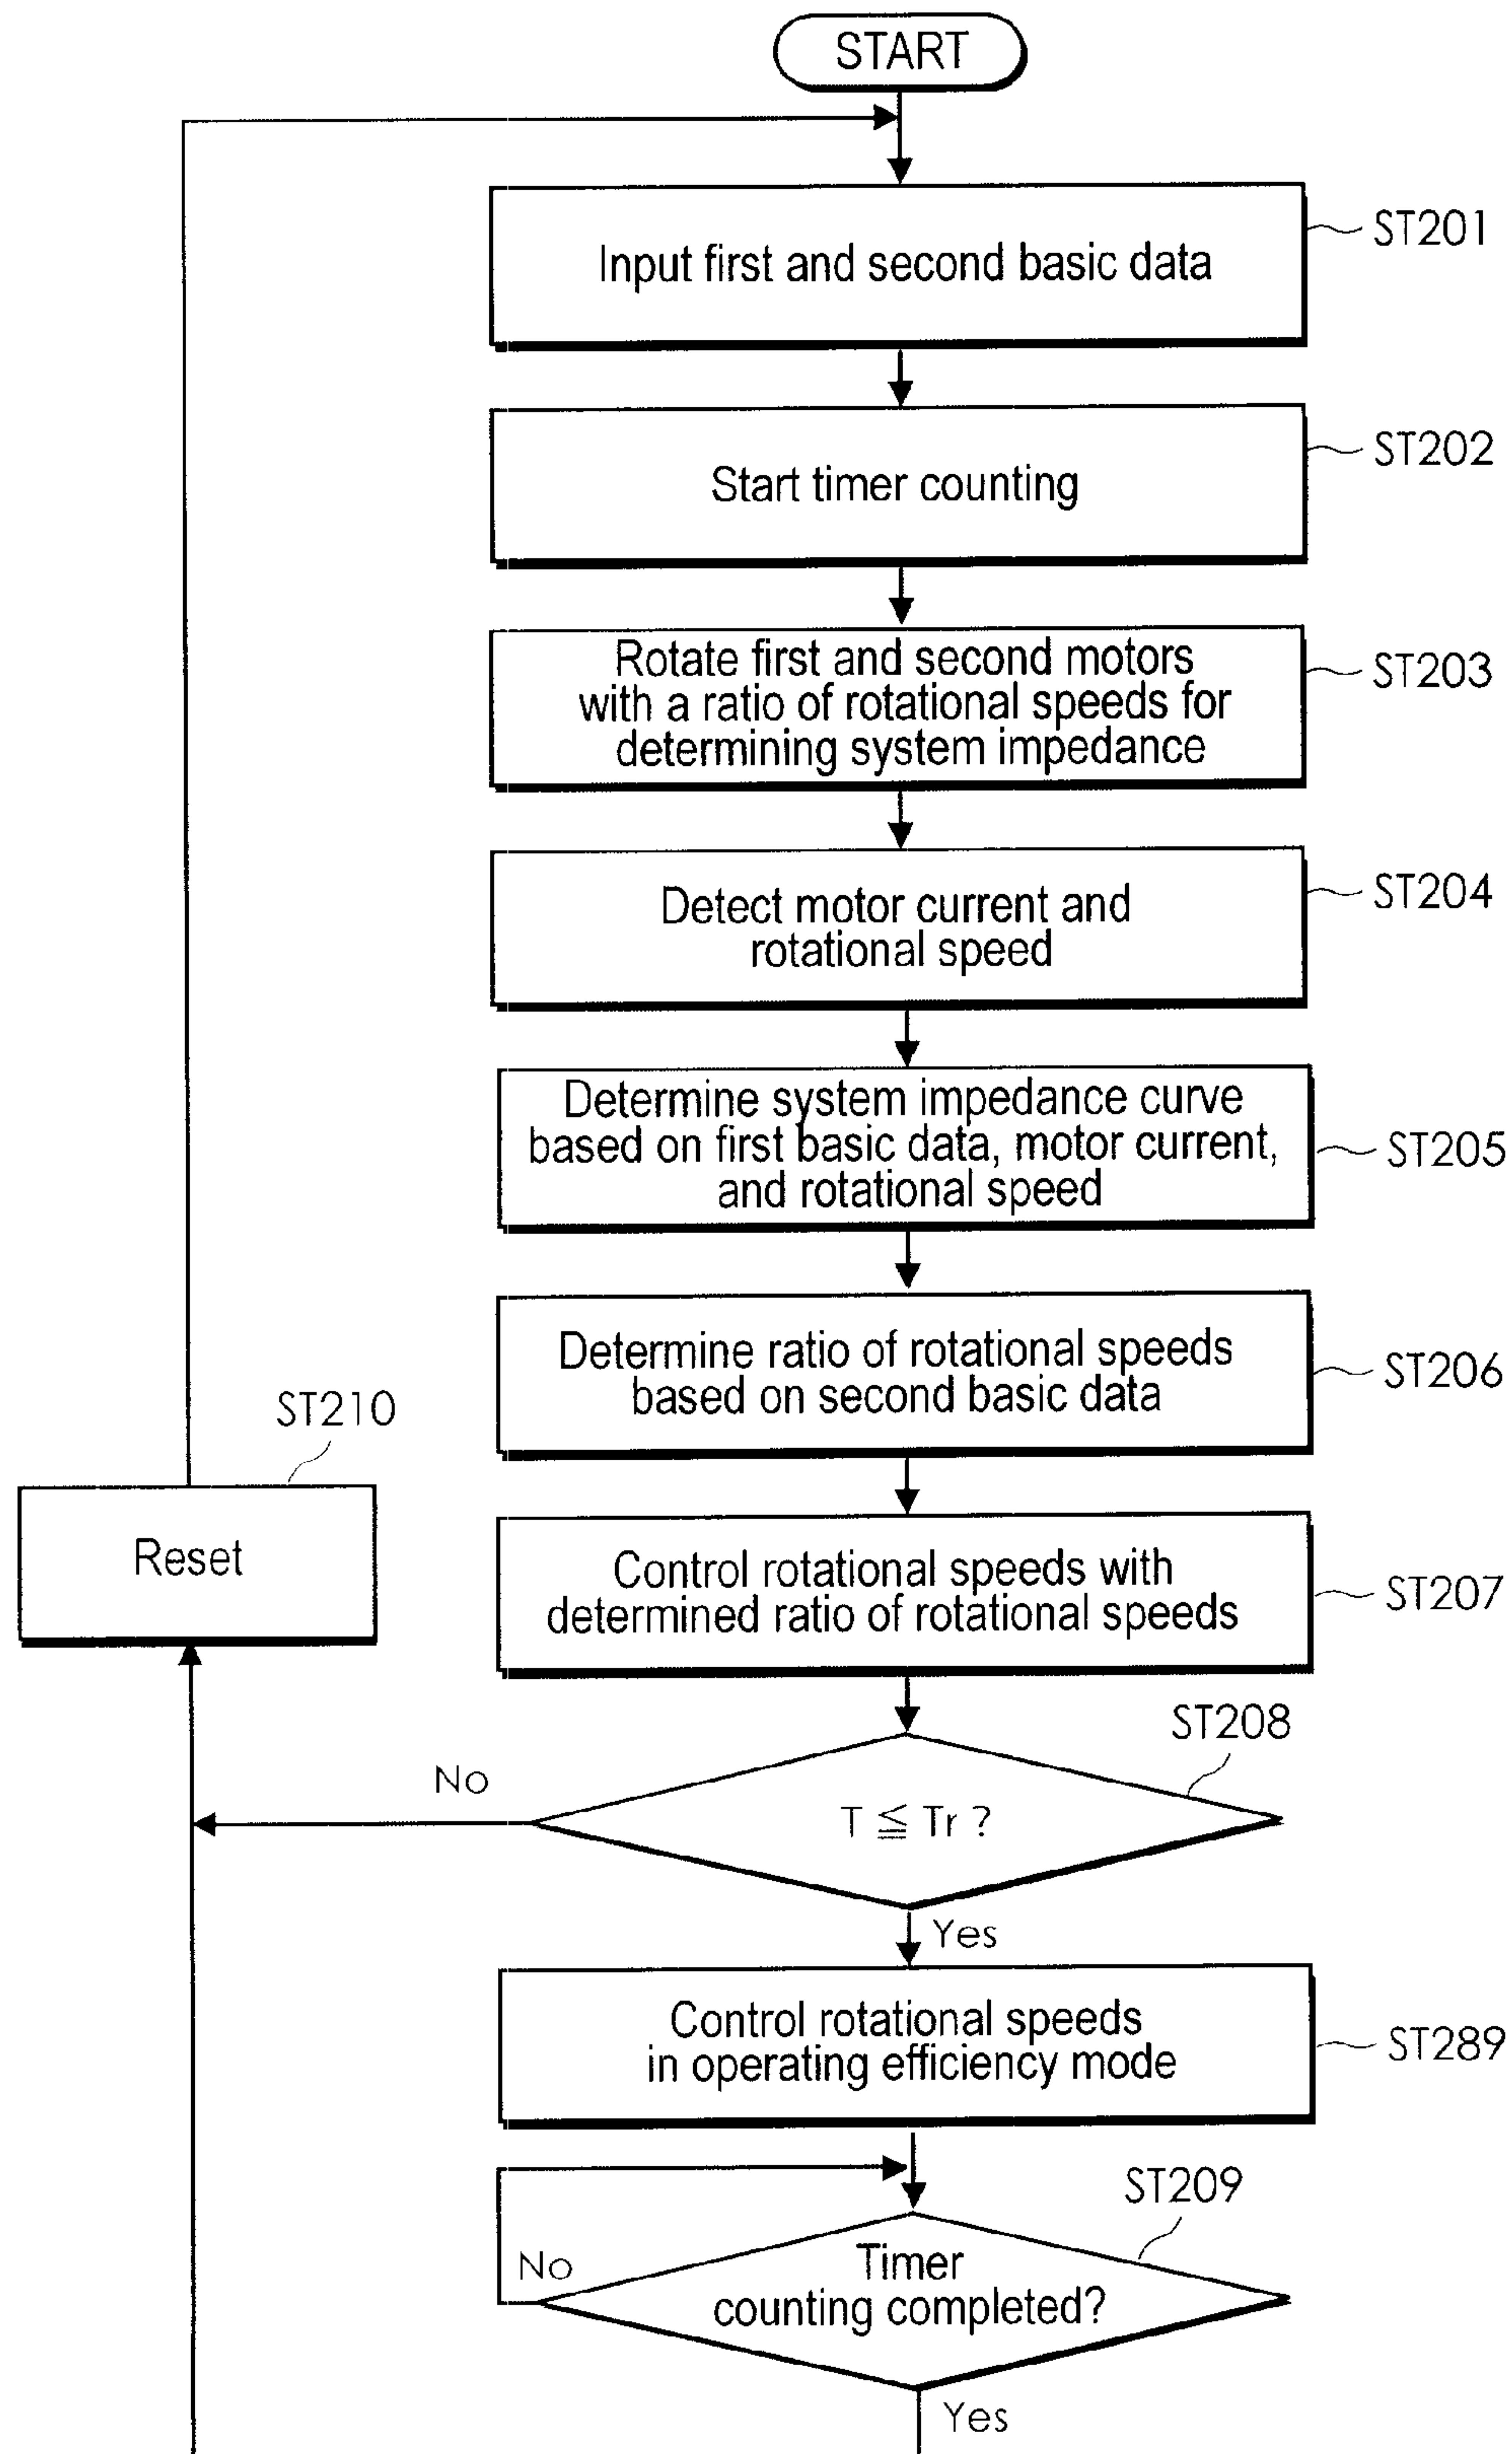 START
Input first and second basic data
ST201
Start timer counting
ST202
Rotate first and second motors
with a ratio of rotational speeds for
determining system impedance
ST203
Detect motor current and
rotational speed
ST204
Determine system impedance curve
based on first basic data, motor current,
and rotational speed
ST205
Determine ratio of rotational speeds
based on second basic data
ST206
ST210
Reset
Control rotational speeds with
determined ratio of rotational speeds
ST207
ST208
No
T ≦ Tr ?
Yes
Control rotational speeds
in operating efficiency mode
ST289
ST209
No
Timer
counting completed?
Yes